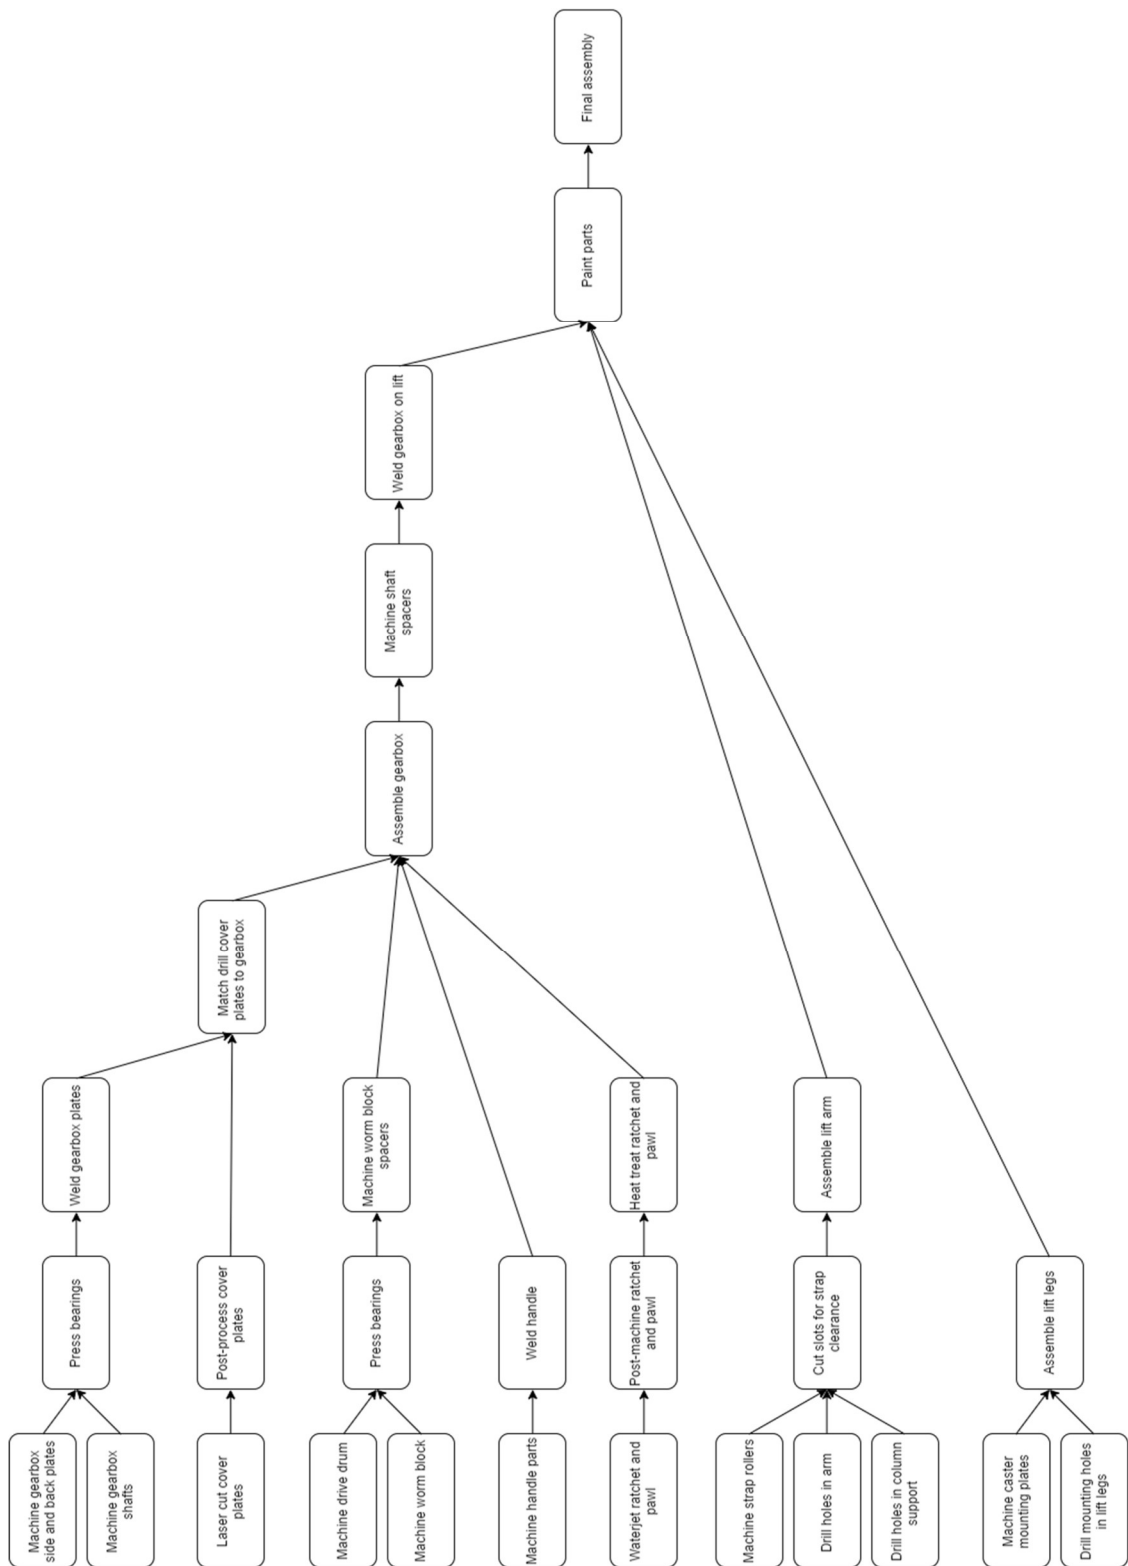 Machine gearbox
side and back plates
Machine gearbox
shafts
Press bearings
Weld gearbox plates
Laser cut cover
plates
Post-process cover
plates
Match drill cover
plates to gearbox
Machine drive drum
Machine worm block
Press bearings
Machine worm block
spacers
Assemble gearbox
Machine shaft
spacers
Weld gearbox on lift
Machine handle parts
Weld handle
Waterjet ratchet and
pawl
Post-machine ratchet
and pawl
Heat treat ratchet and
pawl
Paint parts
Final assembly
Machine strap rollers
Drill holes in arm
Drill holes in column
support
Cut slots for strap
clearance
Assemble lift arm
Machine caster
mounting plates
Drill mounting holes
in lift legs
Assemble lift legs